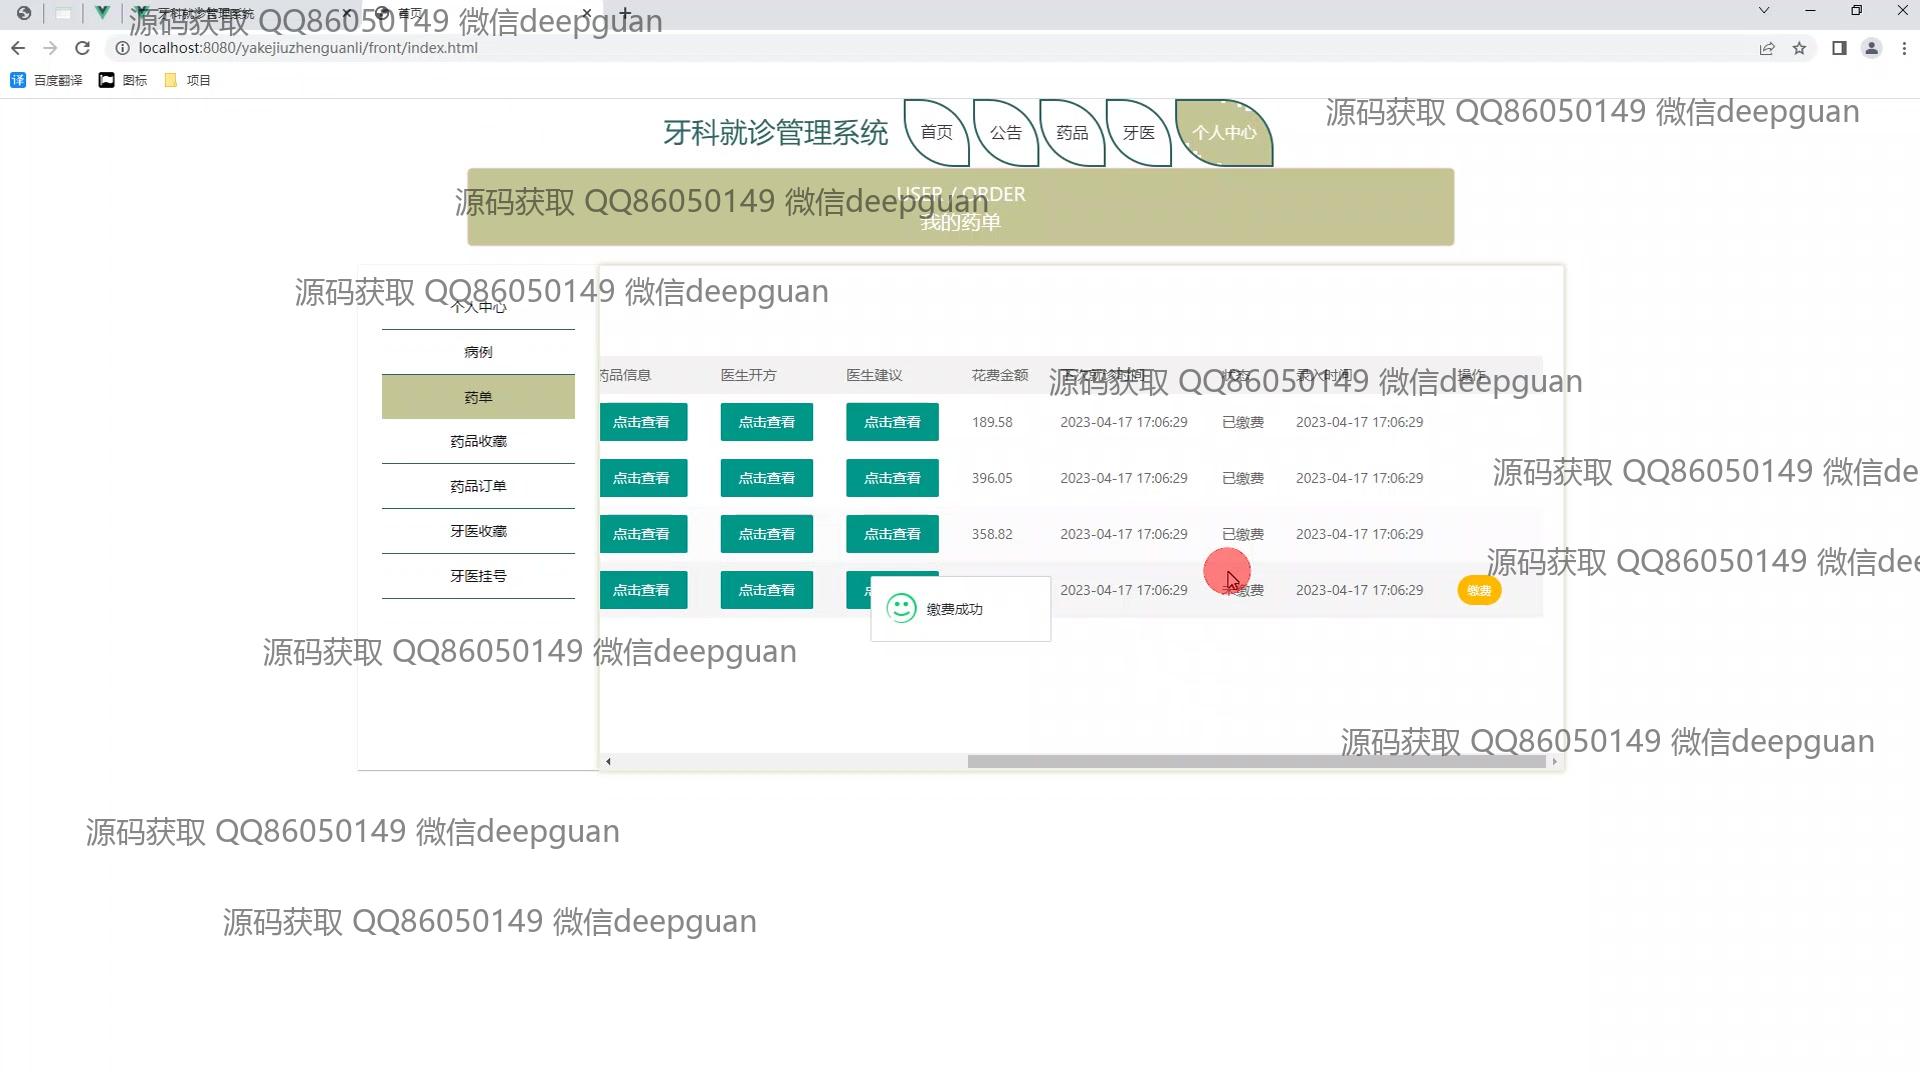 牙科就诊管理系统
首页
源码获取 QQ86050149 微信deepguan
localhost:8080/yakejiuzhenguanli/front/index.html
百度翻译 图标 项目
牙科就诊管理系统 首页 公告 药品 牙医 个人中心
源码获取 QQ86050149 微信deepguan
USER / ORDER
源码获取 QQ86050149 微信deepguan
我的药单
源码获取 QQ86050149 微信deepguan
个人中心
病例
药单
药品收藏
药品订单
牙医收藏
牙医挂号
药品信息 医生开方 医生建议 花费金额 下次就诊时间 状态 录入时间 操作
源码获取 QQ86050149 微信deepguan
点击查看 点击查看 点击查看 189.58 2023-04-17 17:06:29 已缴费 2023-04-17 17:06:29
源码获取 QQ86050149 微信de
点击查看 点击查看 点击查看 396.05 2023-04-17 17:06:29 已缴费 2023-04-17 17:06:29
点击查看 点击查看 点击查看 358.82 2023-04-17 17:06:29 已缴费 2023-04-17 17:06:29
源码获取 QQ86050149 微信dee
点击查看 点击查看 2023-04-17 17:06:29 未缴费 2023-04-17 17:06:29 缴费
缴费成功
源码获取 QQ86050149 微信deepguan
源码获取 QQ86050149 微信deepguan
源码获取 QQ86050149 微信deepguan
源码获取 QQ86050149 微信deepguan